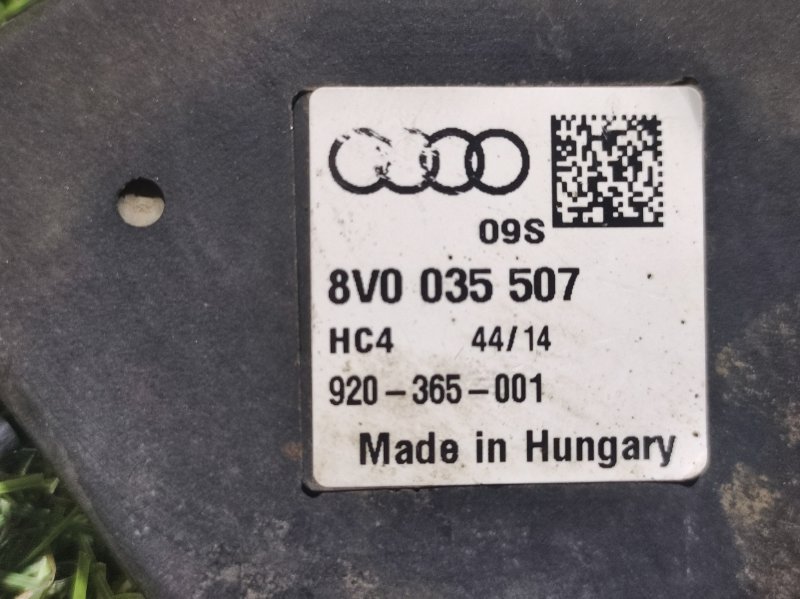 09S
8V0 035 507
HC4 44/14
920-365-001
Made in Hungary